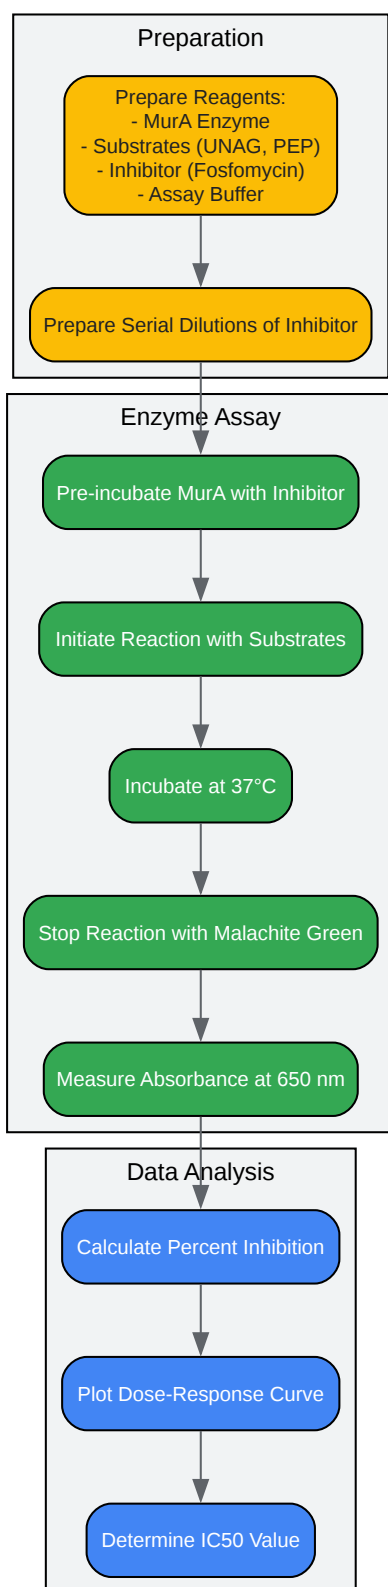 Preparation
Prepare Reagents:
- MurA Enzyme
- Substrates (UNAG, PEP)
- Inhibitor (Fosfomycin)
- Assay Buffer
Prepare Serial Dilutions of Inhibitor
Enzyme Assay
Pre-incubate MurA with Inhibitor
Initiate Reaction with Substrates
Incubate at 37°C
Stop Reaction with Malachite Green
Measure Absorbance at 650 nm
Data Analysis
Calculate Percent Inhibition
Plot Dose-Response Curve
Determine IC50 Value